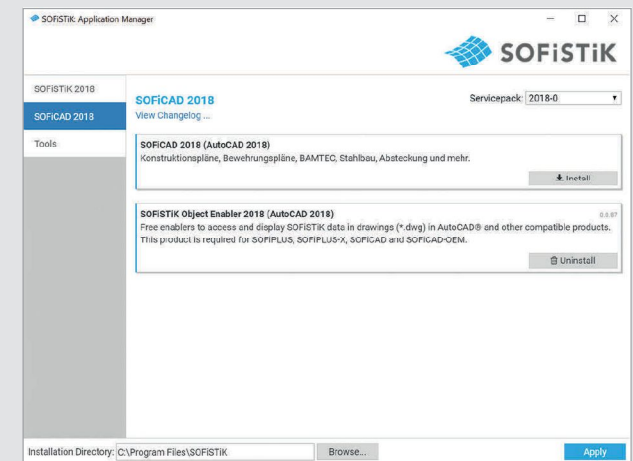 SOFiSTiK: Application Manager
SOFiSTiK
SOFiSTiK 2018
SOFiCAD 2018
Tools
SOFiCAD 2018
Servicepack: 2018-0
View Changelog ...
SOFiCAD 2018 (AutoCAD 2018)
Konstruktionspläne, Bewehrungspläne, BAMTEC, Stahlbau, Absteckung und mehr.
Install
SOFiSTiK Object Enabler 2018 (AutoCAD 2018)
0.0.87
Free enablers to access and display SOFiSTiK data in drawings (*.dwg) in AutoCAD® and other compatible products.
This product is required for SOFiPLUS, SOFiPLUS-X, SOFiCAD and SOFiCAD-OEM.
Uninstall
Installation Directory: C:\Program Files\SOFiSTiK
Browse...
Apply